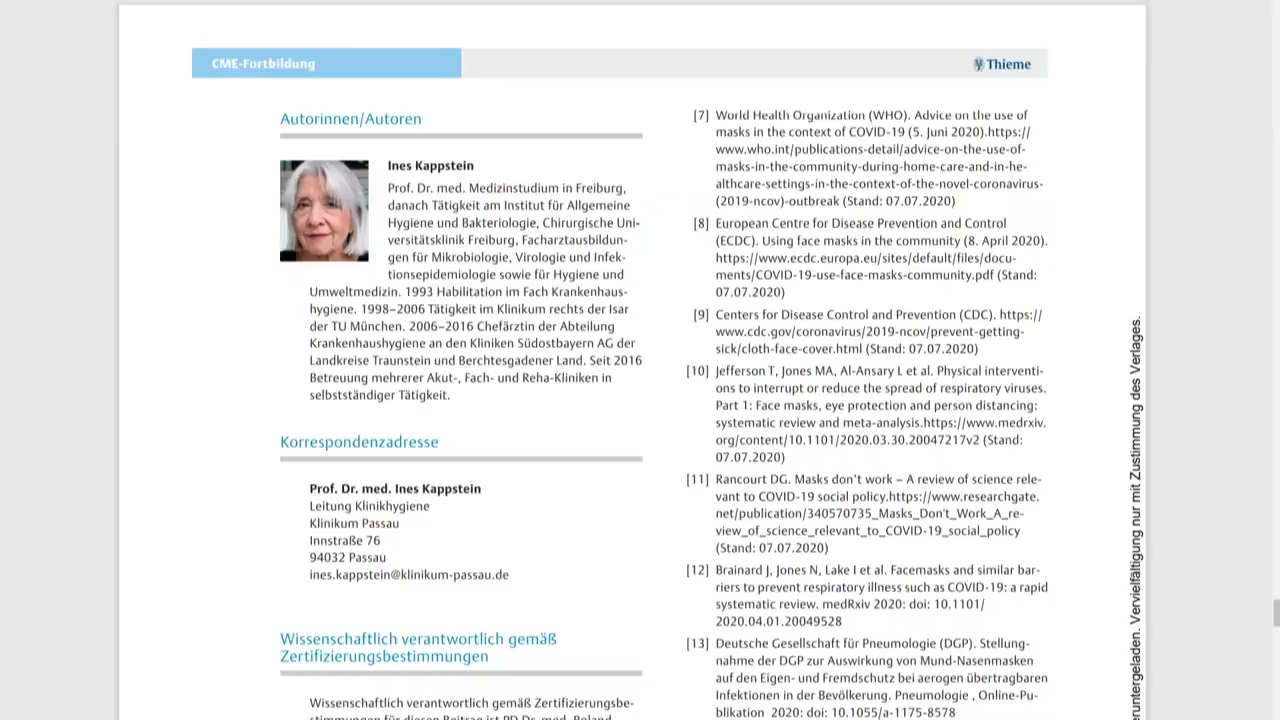 CME-Fortbildung
Thieme
Autorinnen/Autoren
Ines Kappstein
Prof. Dr. med. Medizinstudium in Freiburg,
danach Tätigkeit am Institut für Allgemeine
Hygiene und Bakteriologie, Chirurgische Uni-
versitätsklinik Freiburg, Facharztausbildun-
gen für Mikrobiologie, Virologie und Infek-
tionsepidemiologie sowie für Hygiene und
Umweltmedizin. 1993 Habilitation im Fach Krankenhaus-
hygiene. 1998–2006 Tätigkeit im Klinikum rechts der Isar
der TU München. 2006–2016 Chefärztin der Abteilung
Krankenhaushygiene an den Kliniken Südostbayern AG der
Landkreise Traunstein und Berchtesgadener Land. Seit 2016
Betreuung mehrerer Akut-, Fach- und Reha-Kliniken in
selbstständiger Tätigkeit.
Korrespondenzadresse
Prof. Dr. med. Ines Kappstein
Leitung Klinikhygiene
Klinikum Passau
Innstraße 76
94032 Passau
ines.kappstein@klinikum-passau.de
Wissenschaftlich verantwortlich gemäß
Zertifizierungsbestimmungen
Wissenschaftlich verantwortlich gemäß Zertifizierungsbe-
stimmungen für diesen Beitrag ist PD Dr. med. Roland
[7] World Health Organization (WHO). Advice on the use of
masks in the context of COVID-19 (5. Juni 2020).https://
www.who.int/publications-detail/advice-on-the-use-of-
masks-in-the-community-during-home-care-and-in-he-
althcare-settings-in-the-context-of-the-novel-coronavirus-
(2019-ncov)-outbreak (Stand: 07.07.2020)
[8] European Centre for Disease Prevention and Control
(ECDC). Using face masks in the community (8. April 2020).
https://www.ecdc.europa.eu/sites/default/files/docu-
ments/COVID-19-use-face-masks-community.pdf (Stand:
07.07.2020)
[9] Centers for Disease Control and Prevention (CDC). https://
www.cdc.gov/coronavirus/2019-ncov/prevent-getting-
sick/cloth-face-cover.html (Stand: 07.07.2020)
[10] Jefferson T, Jones MA, Al-Ansary L et al. Physical interventi-
ons to interrupt or reduce the spread of respiratory viruses.
Part 1: Face masks, eye protection and person distancing:
systematic review and meta-analysis.https://www.medrxiv.
org/content/10.1101/2020.03.30.20047217v2 (Stand:
07.07.2020)
[11] Rancourt DG. Masks don't work – A review of science rele-
vant to COVID-19 social policy.https://www.researchgate.
net/publication/340570735_Masks_Don't_Work_A_re-
view_of_science_relevant_to_COVID-19_social_policy
(Stand: 07.07.2020)
[12] Brainard J, Jones N, Lake I et al. Facemasks and similar bar-
riers to prevent respiratory illness such as COVID-19: a rapid
systematic review. medRxiv 2020: doi: 10.1101/
2020.04.01.20049528
[13] Deutsche Gesellschaft für Pneumologie (DGP). Stellung-
nahme der DGP zur Auswirkung von Mund-Nasenmasken
auf den Eigen- und Fremdschutz bei aerogen übertragbaren
Infektionen in der Bevölkerung. Pneumologie , Online-Pu-
blikation 2020: doi: 10.1055/a-1175-8578
eruntergeladen. Vervielfältigung nur mit Zustimmung des Verlages.